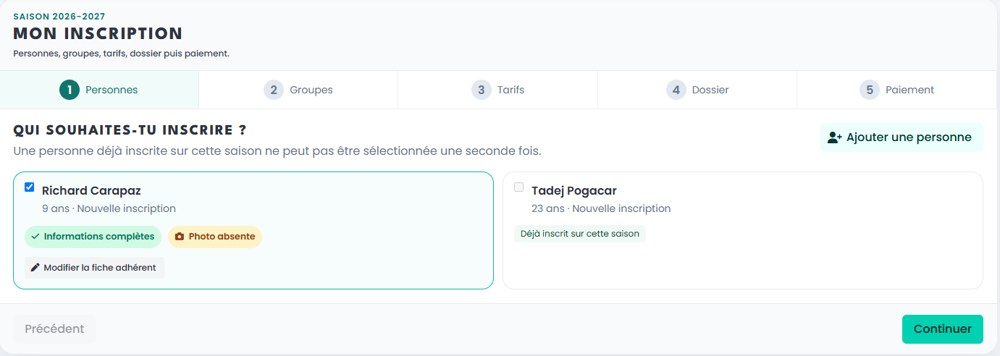 SAISON 2026-2027
MON INSCRIPTION
Personnes, groupes, tarifs, dossier puis paiement.
1 Personnes
2 Groupes
3 Tarifs
4 Dossier
5 Paiement
QUI SOUHAITES-TU INSCRIRE ?
Une personne déjà inscrite sur cette saison ne peut pas être sélectionnée une seconde fois.
Ajouter une personne
Richard Carapaz
9 ans · Nouvelle inscription
Informations complètes
Photo absente
Modifier la fiche adhérent
Tadej Pogacar
23 ans · Nouvelle inscription
Déjà inscrit sur cette saison
Précédent
Continuer